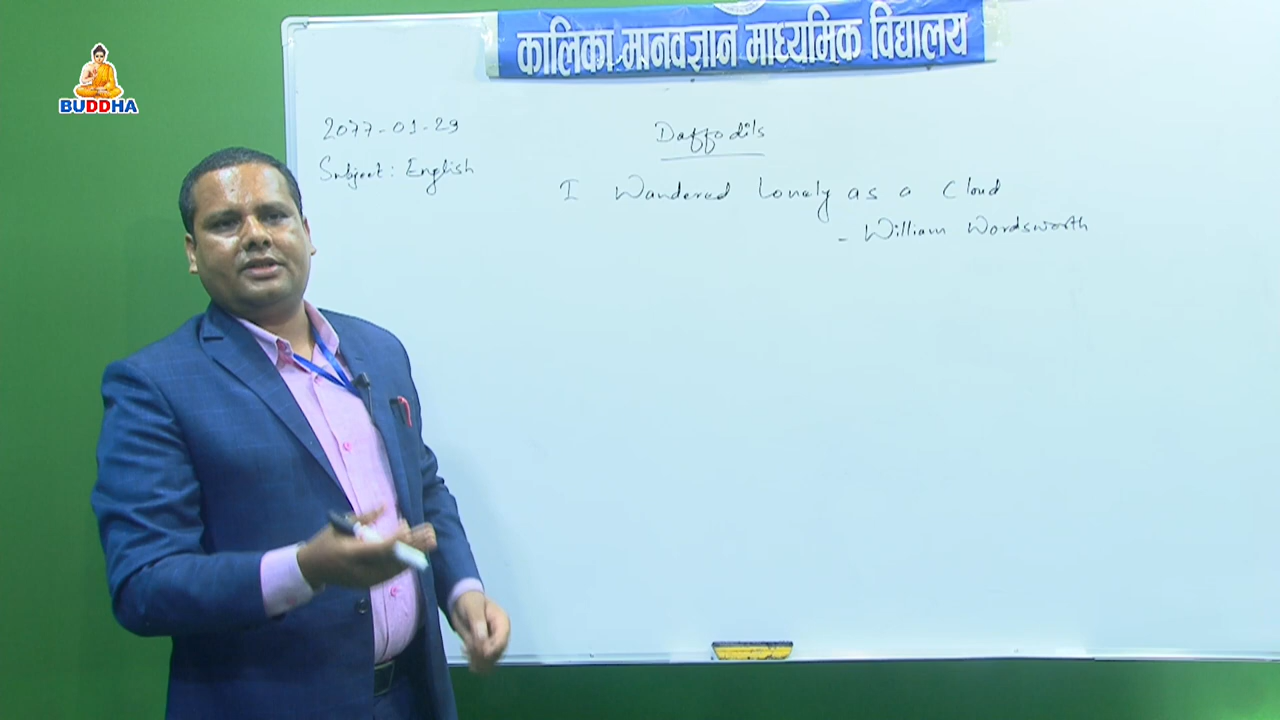 BUDDHA
कालिका मानवज्ञान माध्यमिक विद्यालय
2077-01-29
Subject: English
Daffodils
I Wandered Lonely as a Cloud
- William Wordsworth